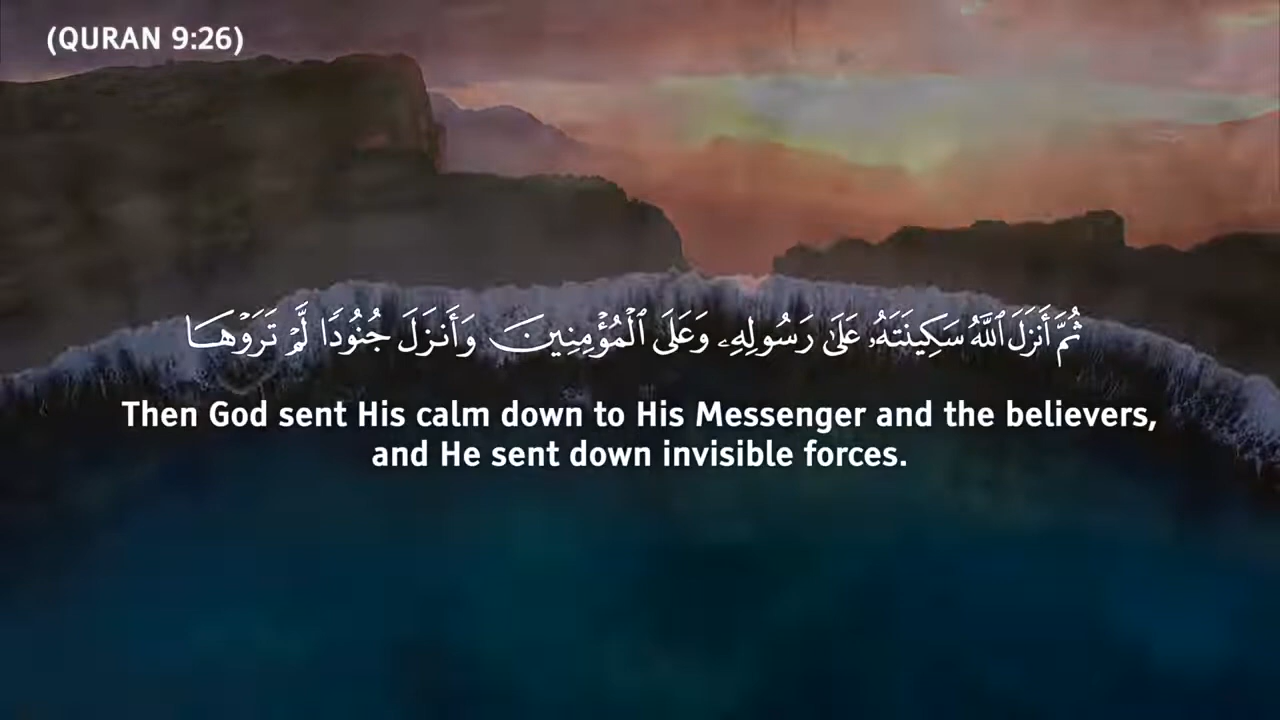 (QURAN 9:26)
ثُمَّ أَنزَلَ ٱللَّهُ سَكِينَتَهُۥ عَلَىٰ رَسُولِهِۦ وَعَلَى ٱلْمُؤْمِنِينَ وَأَنزَلَ جُنُودًا لَّمْ تَرَوْهَا
Then God sent His calm down to His Messenger and the believers,
and He sent down invisible forces.